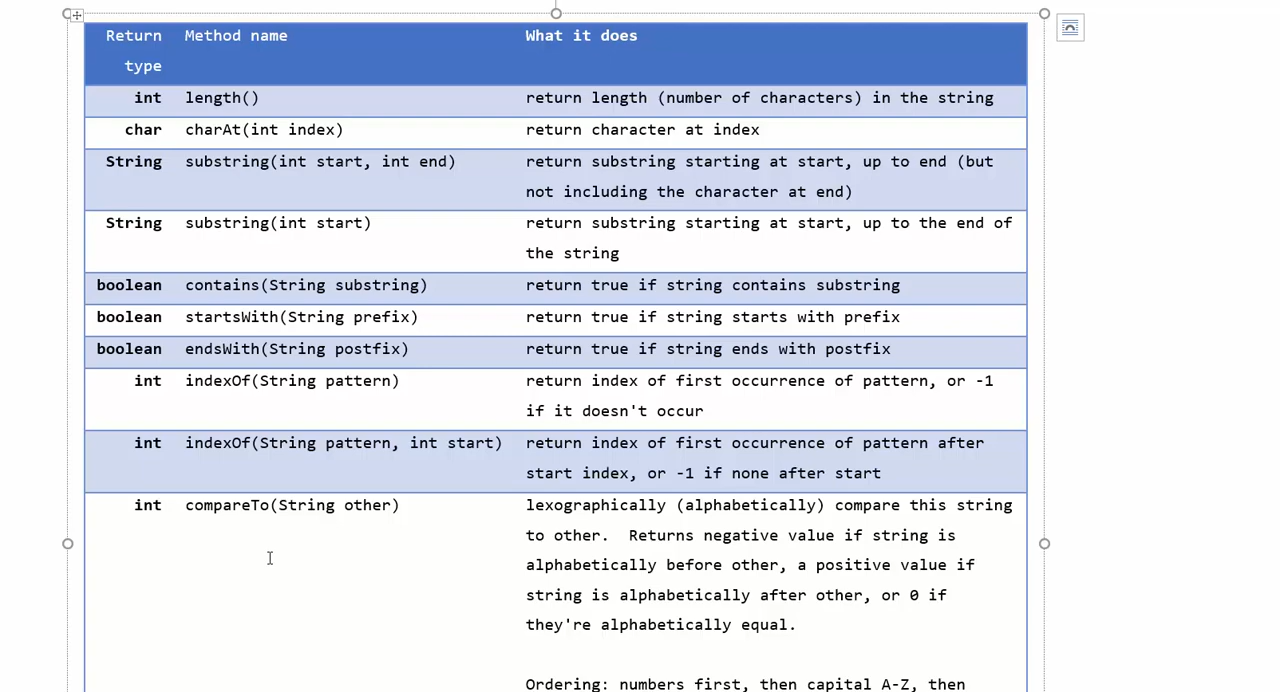 Return Method name What it does
type
int length() return length (number of characters) in the string
char charAt(int index) return character at index
String substring(int start, int end) return substring starting at start, up to end (but
not including the character at end)
String substring(int start) return substring starting at start, up to the end of
the string
boolean contains(String substring) return true if string contains substring
boolean startsWith(String prefix) return true if string starts with prefix
boolean endsWith(String postfix) return true if string ends with postfix
int indexOf(String pattern) return index of first occurrence of pattern, or -1
if it doesn't occur
int indexOf(String pattern, int start) return index of first occurrence of pattern after
start index, or -1 if none after start
int compareTo(String other) lexographically (alphabetically) compare this string
to other. Returns negative value if string is
alphabetically before other, a positive value if
string is alphabetically after other, or 0 if
they're alphabetically equal.
Ordering: numbers first, then capital A-Z, then